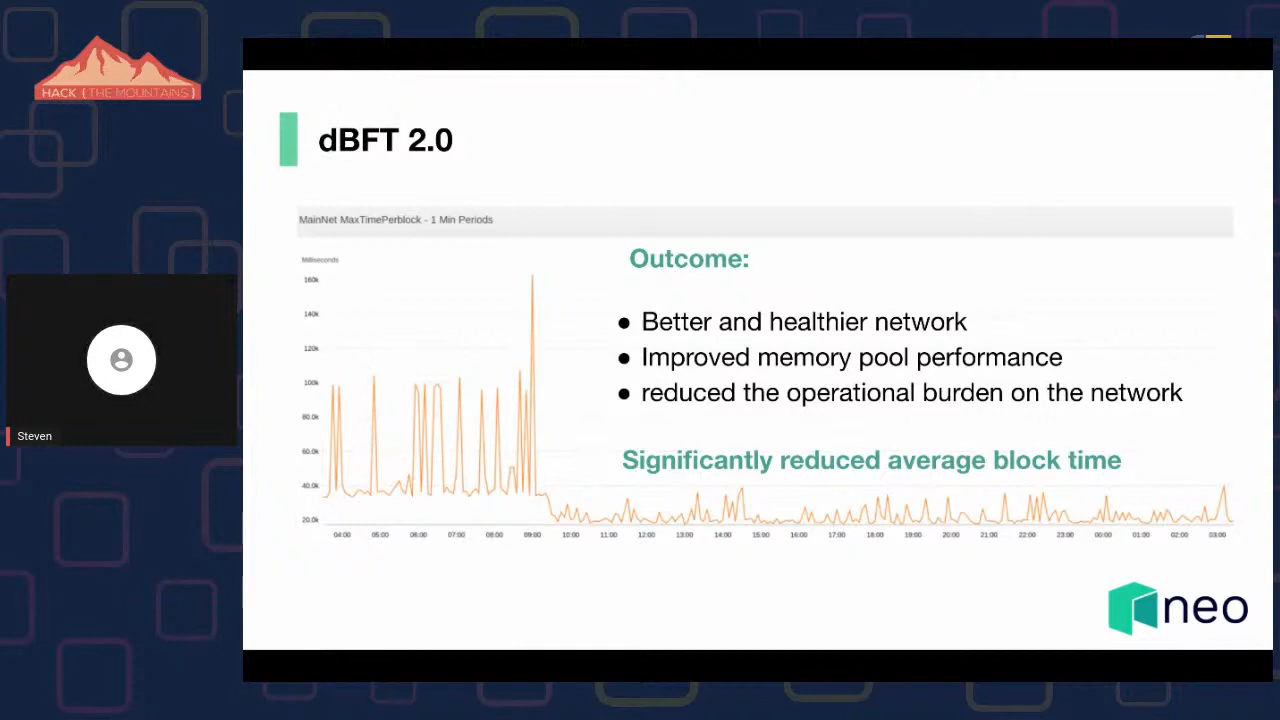 HACK { THE MOUNTAINS }
dBFT 2.0
MainNet MaxTimePerblock - 1 Min Periods
Milliseconds
Outcome:
160k
140k
120k
100k
80.0k
60.0k
40.0k
20.0k
● Better and healthier network
● Improved memory pool performance
● reduced the operational burden on the network
Significantly reduced average block time
04:00 05:00 06:00 07:00 08:00 09:00 10:00 11:00 12:00 13:00 14:00 15:00 16:00 17:00 18:00 19:00 20:00 21:00 22:00 23:00 00:00 01:00 02:00 03:00
Steven
neo